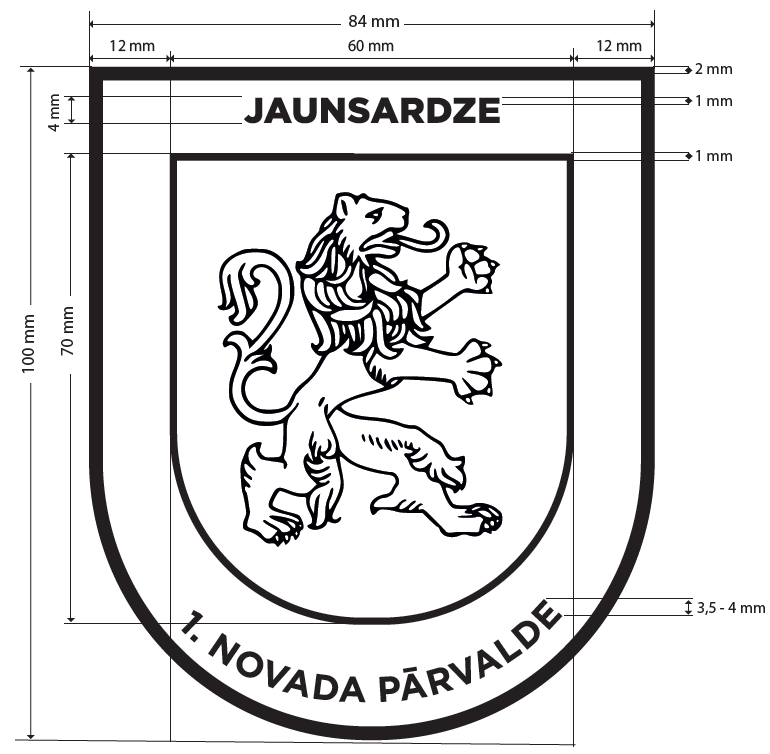 84 mm
12 mm
60 mm
12 mm
2 mm
JAUNSARDZE
4 mm
1 mm
1 mm
100 mm
70 mm
3,5 - 4 mm
1. NOVADA PĀRVALDE